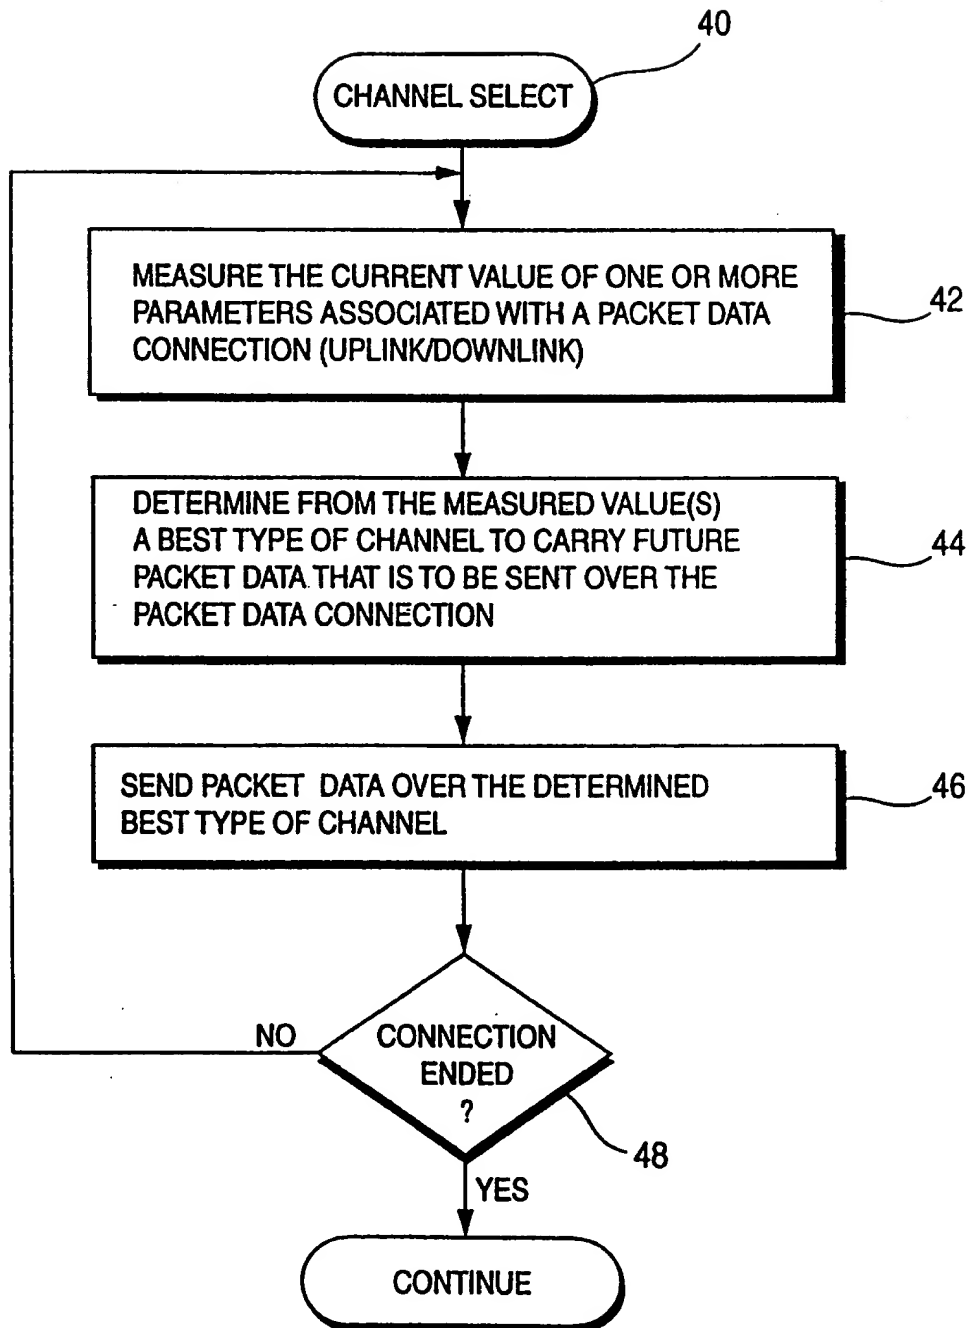 40
CHANNEL SELECT
MEASURE THE CURRENT VALUE OF ONE OR MORE
PARAMETERS ASSOCIATED WITH A PACKET DATA
CONNECTION (UPLINK/DOWNLINK)
42
DETERMINE FROM THE MEASURED VALUE(S)
A BEST TYPE OF CHANNEL TO CARRY FUTURE
PACKET DATA THAT IS TO BE SENT OVER THE
PACKET DATA CONNECTION
44
SEND PACKET DATA OVER THE DETERMINED
BEST TYPE OF CHANNEL
46
NO
CONNECTION
ENDED
?
48
YES
CONTINUE